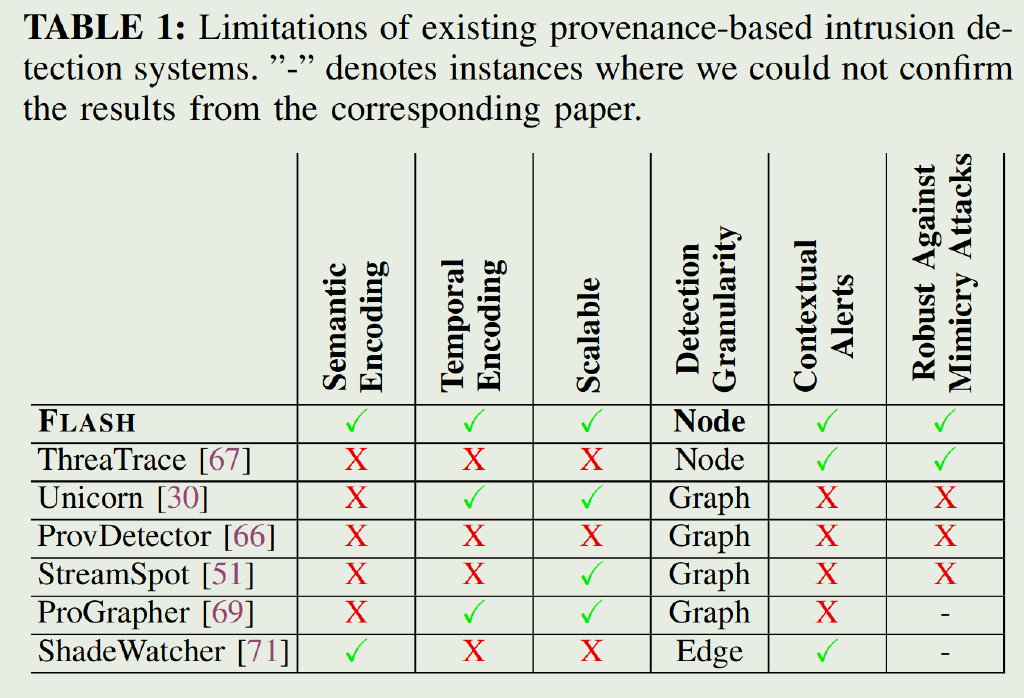 TABLE 1: Limitations of existing provenance-based intrusion de-
tection systems. ”-” denotes instances where we could not confirm
the results from the corresponding paper.
Semantic Encoding
Temporal Encoding
Scalable
Detection Granularity
Contextual Alerts
Robust Against Mimicry Attacks
FLASH ✓ ✓ ✓ Node ✓ ✓
ThreaTrace [67] X X X Node ✓ ✓
Unicorn [30] X ✓ ✓ Graph X X
ProvDetector [66] X X X Graph X X
StreamSpot [51] X X ✓ Graph X X
ProGrapher [69] X ✓ ✓ Graph X -
ShadeWatcher [71] ✓ X X Edge ✓ -